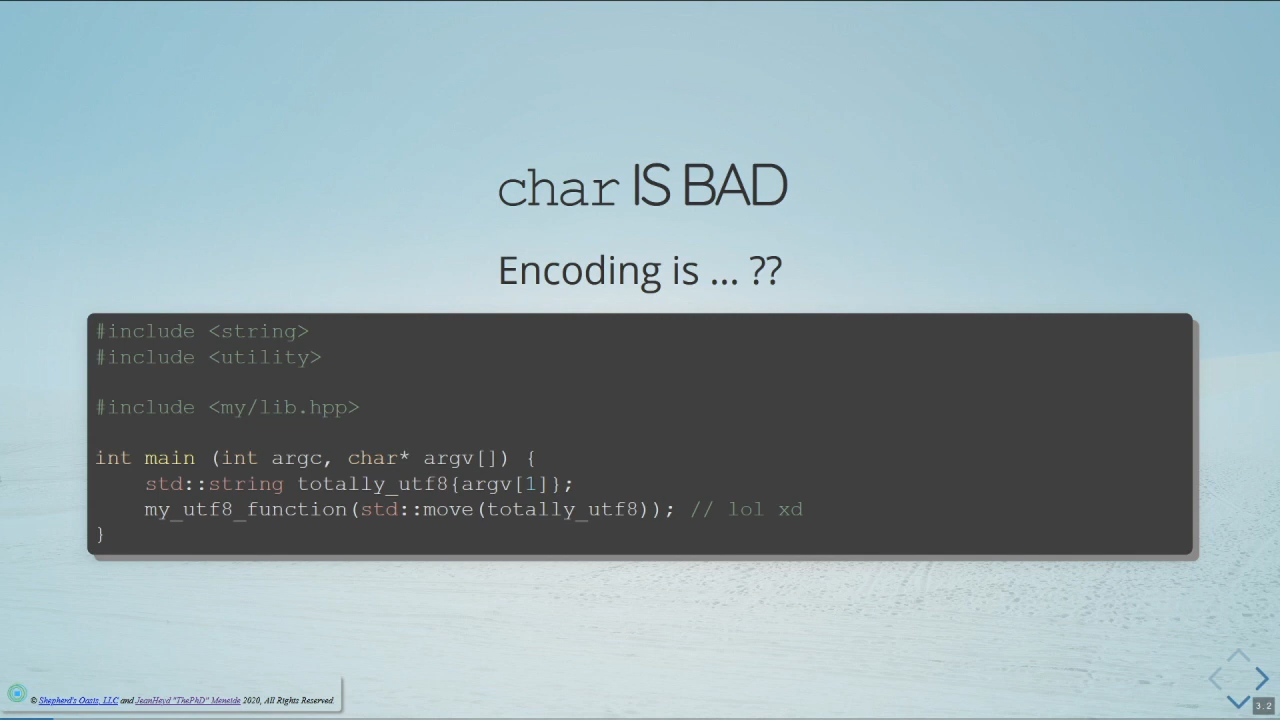 char IS BAD
Encoding is ... ??
#include <string>
#include <utility>
#include <my/lib.hpp>
int main (int argc, char* argv[]) {
    std::string totally_utf8{argv[1]};
    my_utf8_function(std::move(totally_utf8)); // lol xd
}
© Shepherd's Oasis, LLC and JeanHeyd "ThePhD" Meneide 2020, All Rights Reserved.
3.2